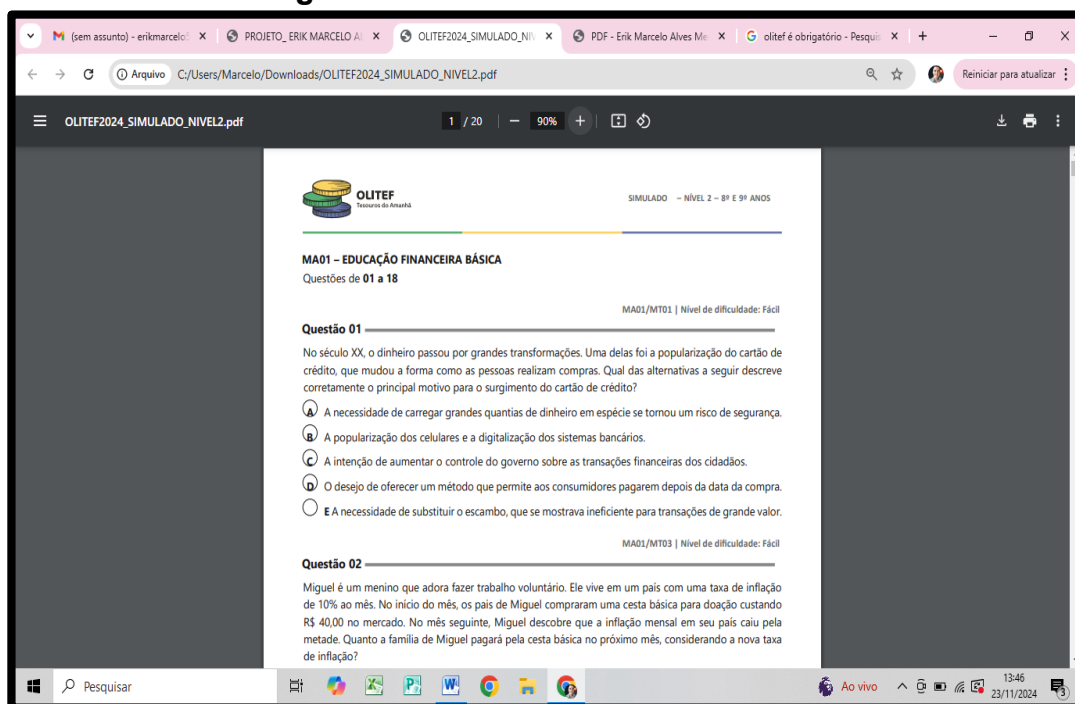 g
(sem assunto) - erikmarcelo
PROJETO_ ERIK MARCELO AL
OLITEF2024_SIMULADO_NIV
PDF - Erik Marcelo Alves Me
olitef é obrigatório - Pesquis
Arquivo C:/Users/Marcelo/Downloads/OLITEF2024_SIMULADO_NIVEL2.pdf
Reiniciar para atualizar
OLITEF2024_SIMULADO_NIVEL2.pdf
1 / 20
90%
OLITEF
Tesouros do Amanhã
SIMULADO – NÍVEL 2 – 8º E 9º ANOS
MA01 – EDUCAÇÃO FINANCEIRA BÁSICA
Questões de 01 a 18
MA01/MT01 | Nível de dificuldade: Fácil
Questão 01
No século XX, o dinheiro passou por grandes transformações. Uma delas foi a popularização do cartão de
crédito, que mudou a forma como as pessoas realizam compras. Qual das alternativas a seguir descreve
corretamente o principal motivo para o surgimento do cartão de crédito?
A A necessidade de carregar grandes quantias de dinheiro em espécie se tornou um risco de segurança.
B A popularização dos celulares e a digitalização dos sistemas bancários.
C A intenção de aumentar o controle do governo sobre as transações financeiras dos cidadãos.
D O desejo de oferecer um método que permite aos consumidores pagarem depois da data da compra.
E A necessidade de substituir o escambo, que se mostrava ineficiente para transações de grande valor.
MA01/MT03 | Nível de dificuldade: Fácil
Questão 02
Miguel é um menino que adora fazer trabalho voluntário. Ele vive em um país com uma taxa de inflação
de 10% ao mês. No início do mês, os pais de Miguel compraram uma cesta básica para doação custando
R$ 40,00 no mercado. No mês seguinte, Miguel descobre que a inflação mensal em seu país caiu pela
metade. Quanto a família de Miguel pagará pela cesta básica no próximo mês, considerando a nova taxa
de inflação?
Pesquisar
Ao vivo
13:46
23/11/2024
3